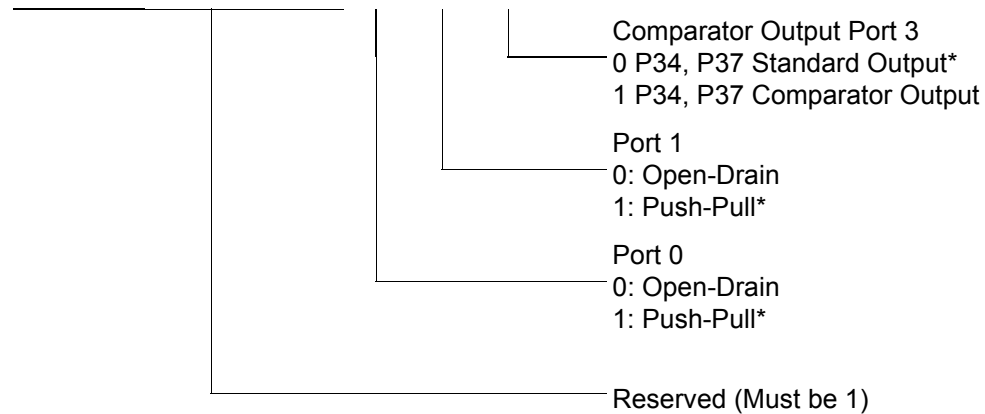 Comparator Output Port 3
0 P34, P37 Standard Output*
1 P34, P37 Comparator Output
Port 1
0: Open-Drain
1: Push-Pull*
Port 0
0: Open-Drain
1: Push-Pull*
Reserved (Must be 1)